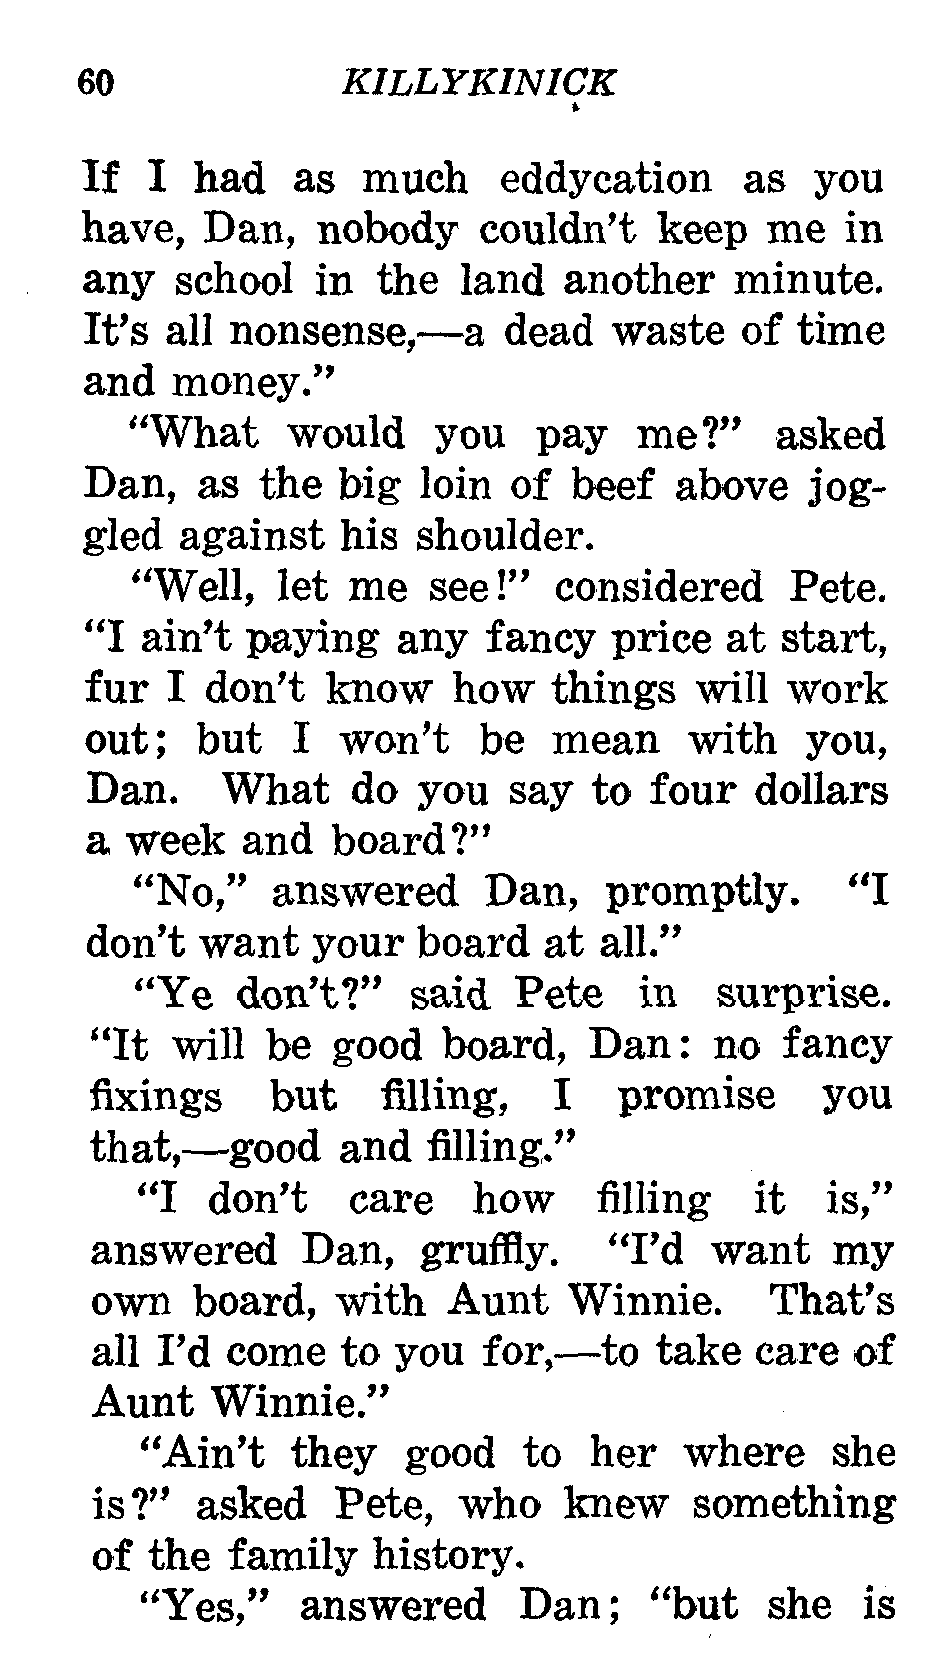 60 KILLYKINICK
If I had as much eddycation as you
have, Dan, nobody couldn't keep me in
any school in the land another minute.
It's all nonsense,—a dead waste of time
and money."
"What would you pay me?" asked
Dan, as the big loin of beef above jog-
gled against his shoulder.
"Well, let me see!" considered Pete.
"I ain't paying any fancy price at start,
fur I don't know how things will work
out; but I won't be mean with you,
Dan. What do you say to four dollars
a week and board?"
"No," answered Dan, promptly. "I
don't want your board at all."
"Ye don't?" said Pete in surprise.
"It will be good board, Dan: no fancy
fixings but filling, I promise you
that,—good and filling."
"I don't care how filling it is,"
answered Dan, gruffly. "I'd want my
own board, with Aunt Winnie. That's
all I'd come to you for,—to take care of
Aunt Winnie."
"Ain't they good to her where she
is?" asked Pete, who knew something
of the family history.
"Yes," answered Dan; "but she is